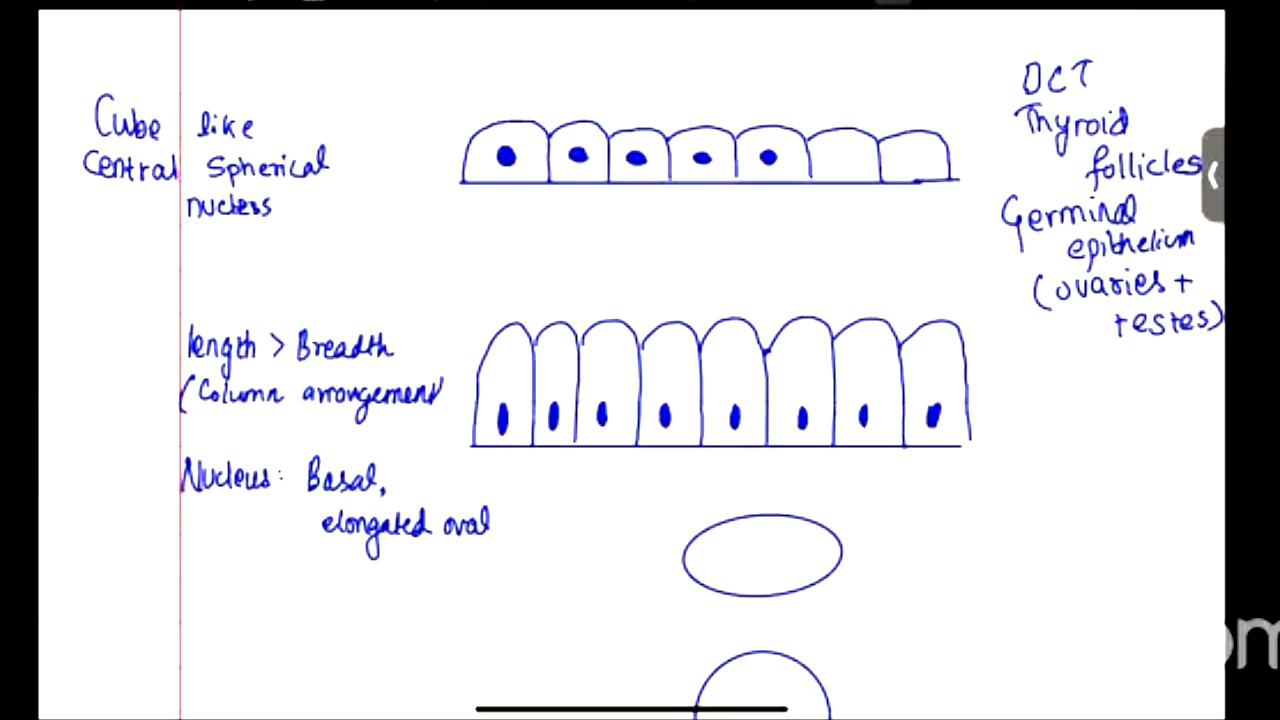 Cube like
Central Spherical
nucleus
DCT
Thyroid
follicles
Germinal
epithelium
(ovaries +
testes)
length > Breadth
(Column arrangement
Nucleus: Basal,
elongated oval
om